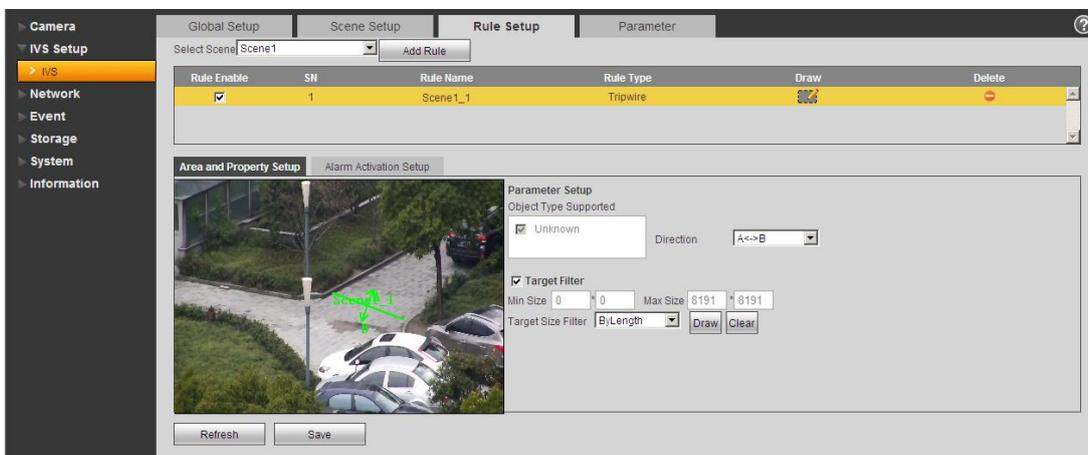 Camera
IVS Setup
> IVS
Network
Event
Storage
System
Information
Global Setup Scene Setup Rule Setup Parameter ?
Select Scene Scene1 Add Rule
Rule Enable SN Rule Name Rule Type Draw Delete
1 Scene1_1 Tripwire
Area and Property Setup Alarm Activation Setup
Scene1_1
B
Parameter Setup
Object Type Supported
Unknown
Direction A<->B
Target Filter
Min Size 0 * 0 Max Size 8191 * 8191
Target Size Filter ByLength Draw Clear
Refresh Save